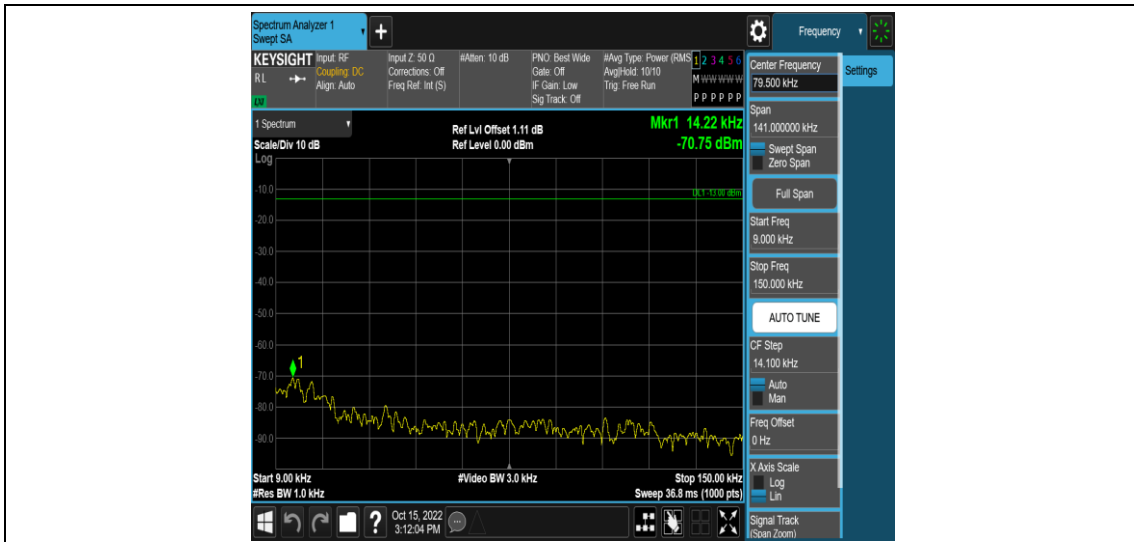 Spectrum Analyzer 1
Swept SA
Frequency
KEYSIGHT
RL
LXI
Input: RF
Coupling: DC
Align: Auto
Input Z: 50 Ω
Corrections: Off
Freq Ref: Int (S)
#Atten: 10 dB
PNO: Best Wide
Gate: Off
IF Gain: Low
Sig Track: Off
#Avg Type: Power (RMS
Avg|Hold: 10/10
Trig: Free Run
1 2 3 4 5 6
M W W W W W
P P P P P P
1 Spectrum
Scale/Div 10 dB
Ref Lvl Offset 1.11 dB
Ref Level 0.00 dBm
Mkr1 14.22 kHz
-70.75 dBm
Log
DL1 -13.00 dBm
-10.0
-20.0
-30.0
-40.0
-50.0
-60.0
1
-70.0
-80.0
-90.0
Start 9.00 kHz
#Video BW 3.0 kHz
Stop 150.00 kHz
#Res BW 1.0 kHz
Sweep 36.8 ms (1000 pts)
Oct 15, 2022
3:12:04 PM
Center Frequency
79.500 kHz
Settings
Span
141.000000 kHz
Swept Span
Zero Span
Full Span
Start Freq
9.000 kHz
Stop Freq
150.000 kHz
AUTO TUNE
CF Step
14.100 kHz
Auto
Man
Freq Offset
0 Hz
X Axis Scale
Log
Lin
Signal Track
(Span Zoom)